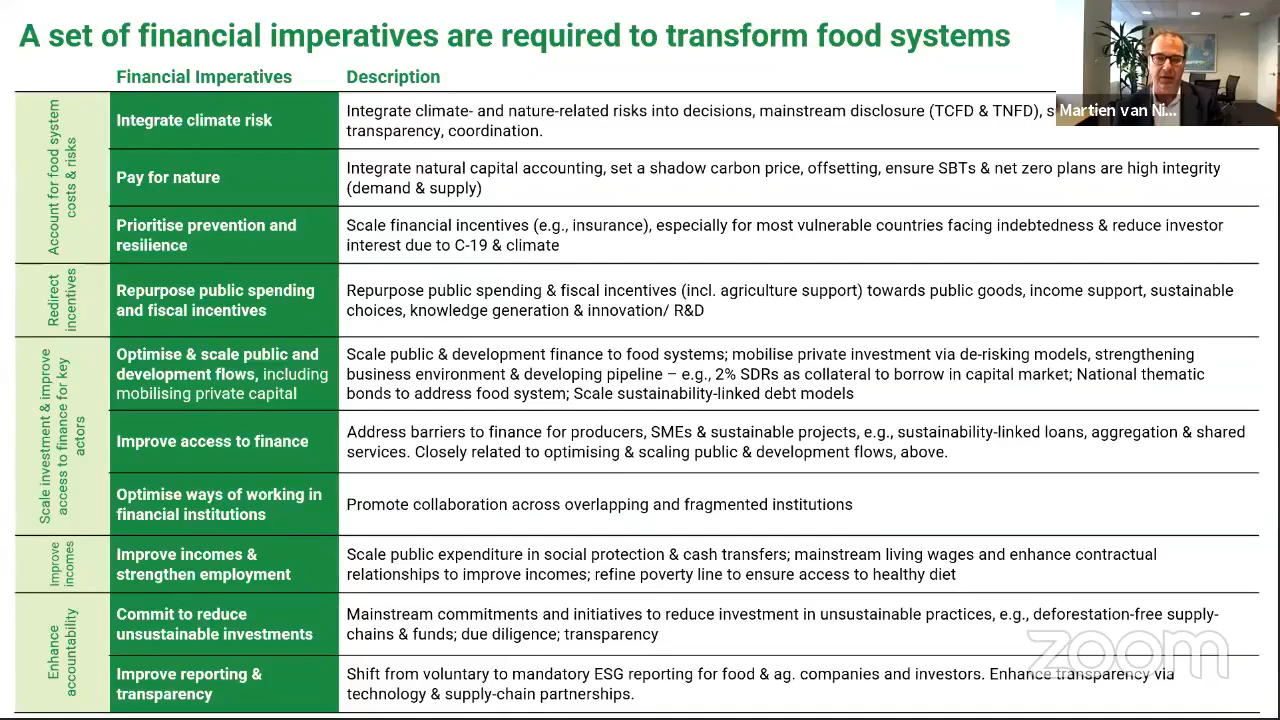 A set of financial imperatives are required to transform food systems
Financial Imperatives
Description
Martien van Ni...
Account for food system
costs & risks
Integrate climate risk
Integrate climate- and nature-related risks into decisions, mainstream disclosure (TCFD & TNFD), s
transparency, coordination.
Pay for nature
Integrate natural capital accounting, set a shadow carbon price, offsetting, ensure SBTs & net zero plans are high integrity
(demand & supply)
Prioritise prevention and
resilience
Scale financial incentives (e.g., insurance), especially for most vulnerable countries facing indebtedness & reduce investor
interest due to C-19 & climate
Redirect
incentives
Repurpose public spending
and fiscal incentives
Repurpose public spending & fiscal incentives (incl. agriculture support) towards public goods, income support, sustainable
choices, knowledge generation & innovation/ R&D
Scale investment & improve
access to finance for key
actors
Optimise & scale public and
development flows, including
mobilising private capital
Scale public & development finance to food systems; mobilise private investment via de-risking models, strengthening
business environment & developing pipeline – e.g., 2% SDRs as collateral to borrow in capital market; National thematic
bonds to address food system; Scale sustainability-linked debt models
Improve access to finance
Address barriers to finance for producers, SMEs & sustainable projects, e.g., sustainability-linked loans, aggregation & shared
services. Closely related to optimising & scaling public & development flows, above.
Optimise ways of working in
financial institutions
Promote collaboration across overlapping and fragmented institutions
Improve
incomes
Improve incomes &
strengthen employment
Scale public expenditure in social protection & cash transfers; mainstream living wages and enhance contractual
relationships to improve incomes; refine poverty line to ensure access to healthy diet
Enhance
accountability
Commit to reduce
unsustainable investments
Mainstream commitments and initiatives to reduce investment in unsustainable practices, e.g., deforestation-free supply-
chains & funds; due diligence; transparency
Improve reporting &
transparency
Shift from voluntary to mandatory ESG reporting for food & ag. companies and investors. Enhance transparency via
technology & supply-chain partnerships.
zoom